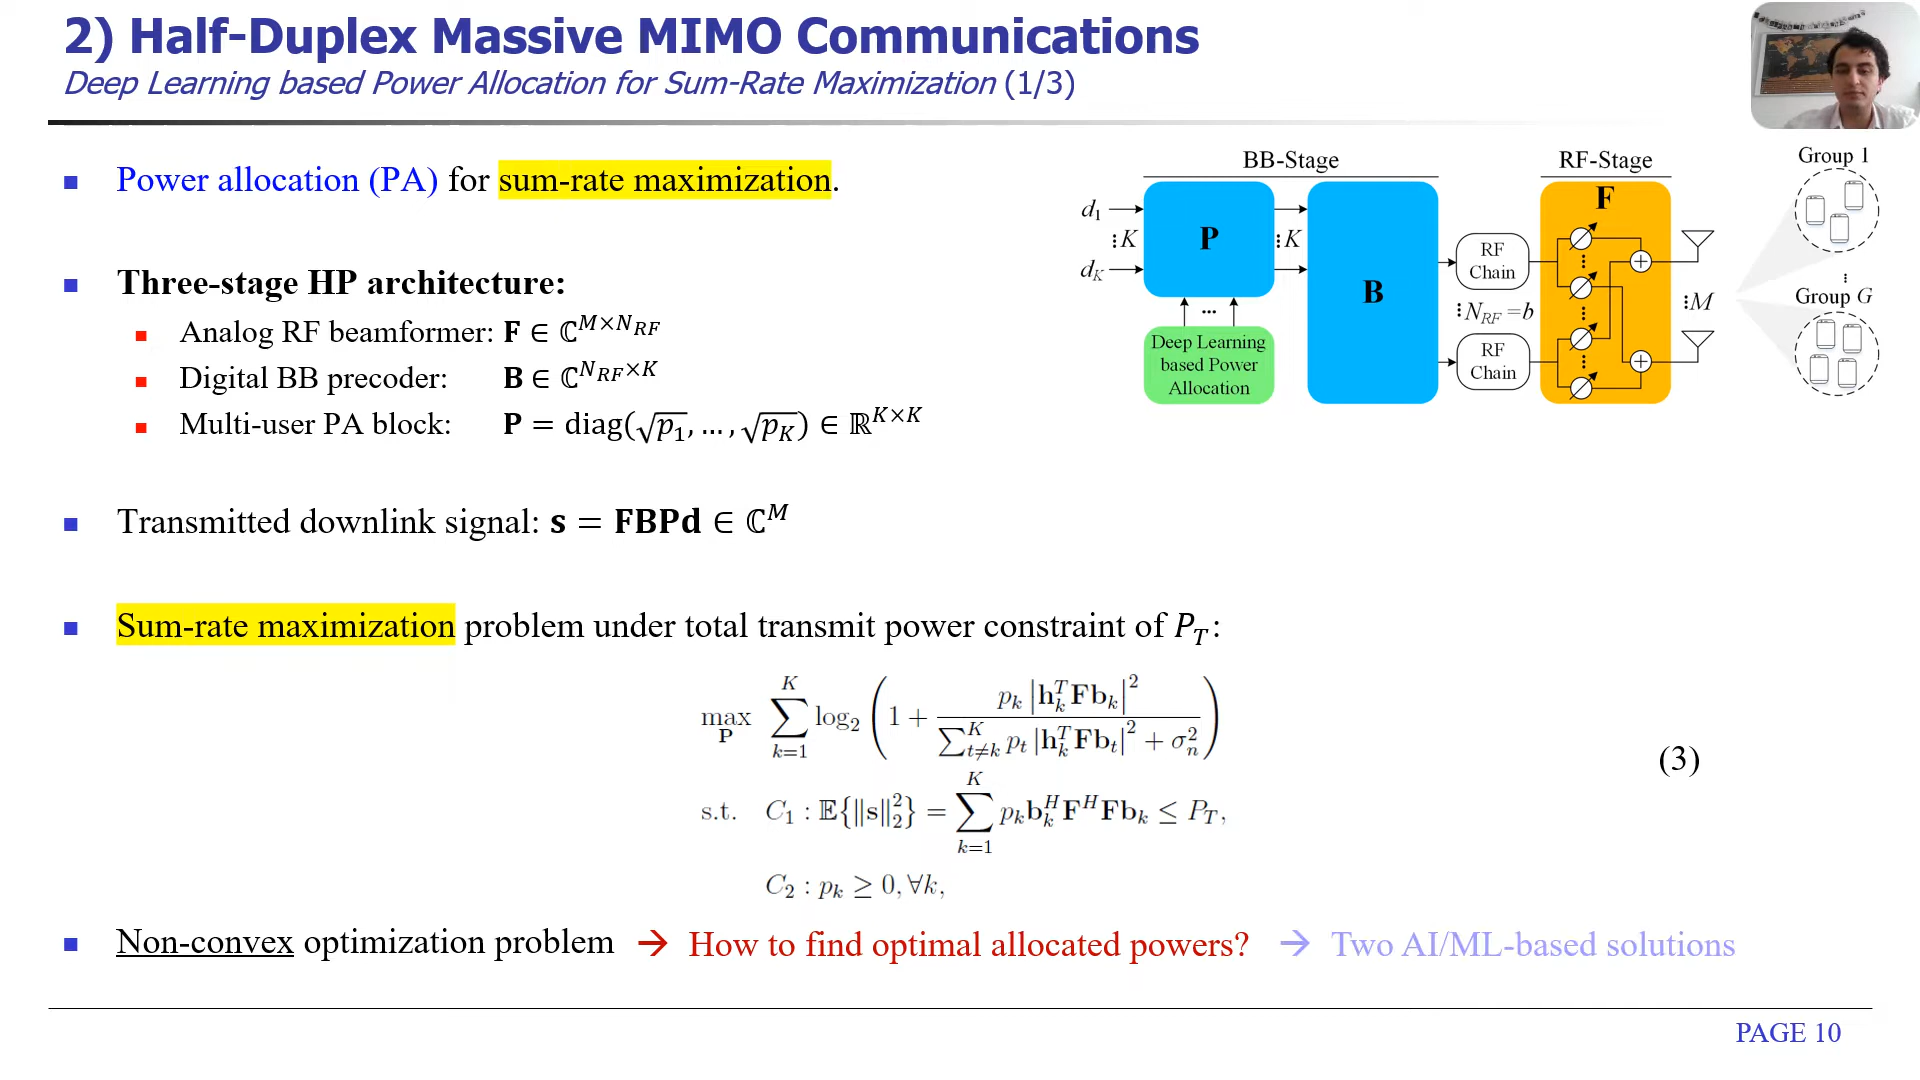 2) Half-Duplex Massive MIMO Communications
Deep Learning based Power Allocation for Sum-Rate Maximization (1/3)
Power allocation (PA) for sum-rate maximization.
Three-stage HP architecture:
Analog RF beamformer: F ∈ ℂ^{M×N_{RF}}
Digital BB precoder: B ∈ ℂ^{N_{RF}×K}
Multi-user PA block: P = diag(√p_1, … , √p_K) ∈ ℝ^{K×K}
Transmitted downlink signal: s = FBPd ∈ ℂ^M
Sum-rate maximization problem under total transmit power constraint of P_T:
max_P ∑_{k=1}^{K} log_2 (1 + p_k |h_k^T F b_k|^2 / (∑_{t≠k}^{K} p_t |h_k^T F b_t|^2 + σ_n^2))
s.t. C_1 : 𝔼{‖s‖_2^2} = ∑_{k=1}^{K} p_k b_k^H F^H F b_k ≤ P_T,
C_2 : p_k ≥ 0, ∀k,
(3)
Non-convex optimization problem → How to find optimal allocated powers? → Two AI/ML-based solutions
PAGE 10
BB-Stage
RF-Stage
Group 1
d_1
⋮K
d_K
P
⋮K
B
Deep Learning
based Power
Allocation
...
RF
Chain
⋮N_{RF} =b
RF
Chain
F
⋮M
⋮
Group G